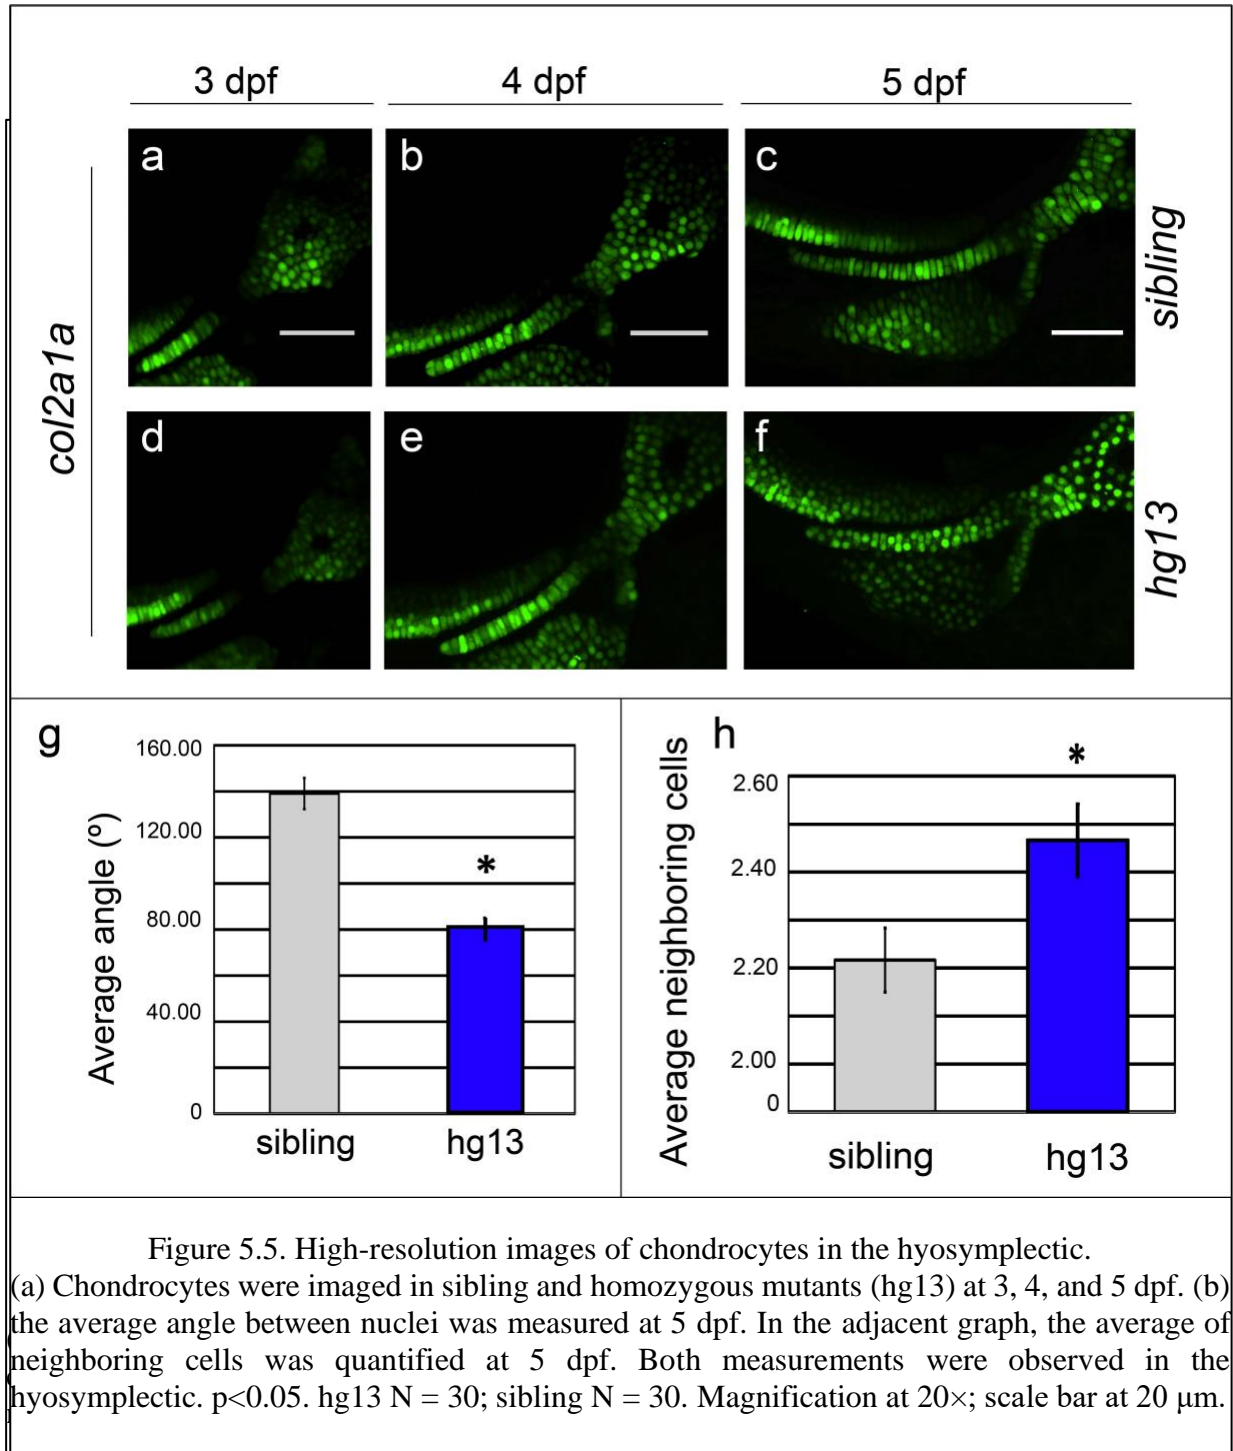 3 dpf
4 dpf
5 dpf
col2a1a
a
b
c
sibling
d
e
f
hg13
g
Average angle (º)
160.00
120.00
80.00
40.00
0
*
sibling
hg13
h
Average neighboring cells
2.60
2.40
2.20
2.00
0
*
sibling
hg13
Figure 5.5. High-resolution images of chondrocytes in the hyosymplectic.
(a) Chondrocytes were imaged in sibling and homozygous mutants (hg13) at 3, 4, and 5 dpf. (b)
the average angle between nuclei was measured at 5 dpf. In the adjacent graph, the average of
neighboring cells was quantified at 5 dpf. Both measurements were observed in the
hyosymplectic. p<0.05. hg13 N = 30; sibling N = 30. Magnification at 20×; scale bar at 20 μm.